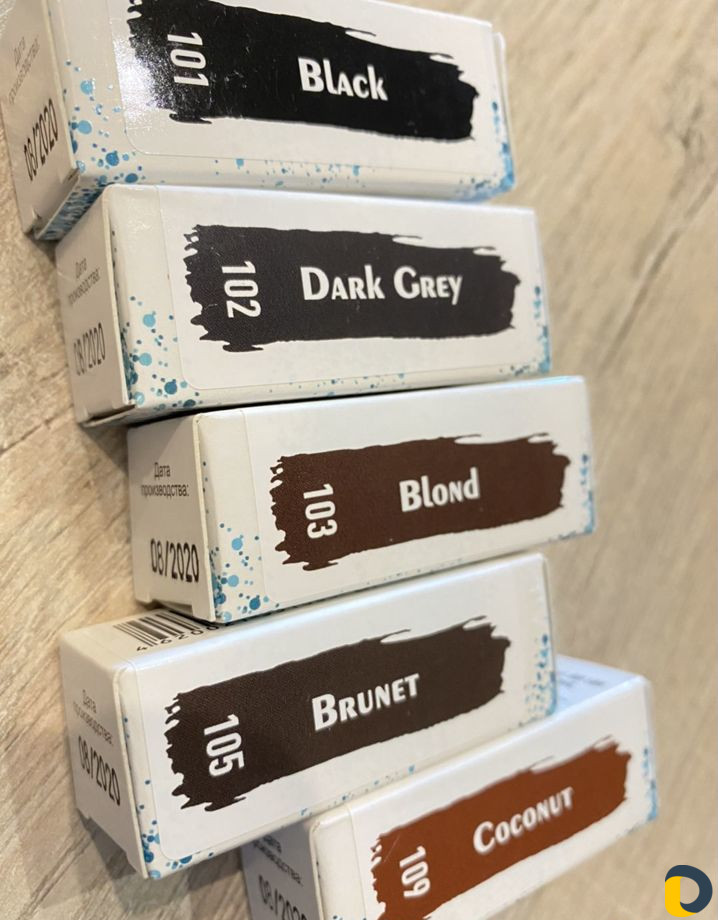 Дата
производства:
08/2020
101
Black
Дата
производства:
08/2020
102
Dark Grey
Дата
производства:
08/2020
103
Blond
Дата
производства:
08/2020
105
Brunet
109
Coconut